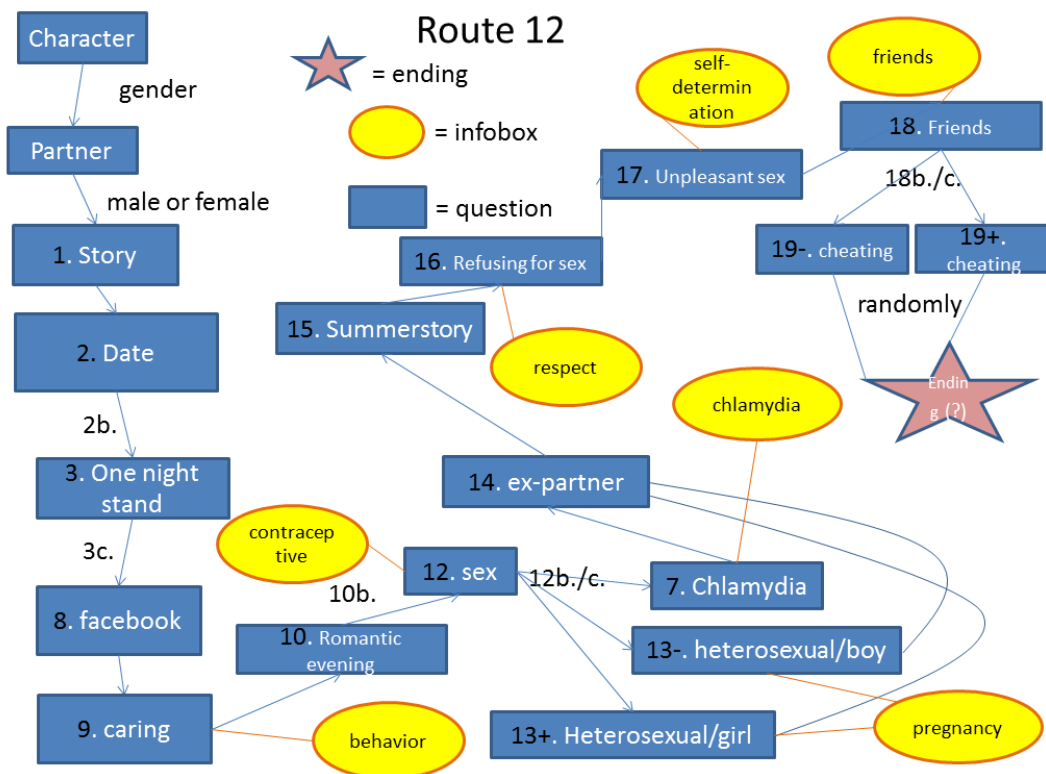 Route 12
Character
gender
Partner
male or female
1. Story
2. Date
2b.
3. One night
stand
3c.
8. facebook
9. caring
= ending
= infobox
= question
self-
determin
ation
friends
18. Friends
17. Unpleasant sex
18b./c.
19-. cheating
19+.
cheating
16. Refusing for sex
randomly
15. Summerstory
respect
Endin
g (?)
chlamydia
14. ex-partner
contracep
tive
12. sex
12b./c.
7. Chlamydia
10b.
10. Romantic
evening
13-. heterosexual/boy
behavior
13+. Heterosexual/girl
pregnancy